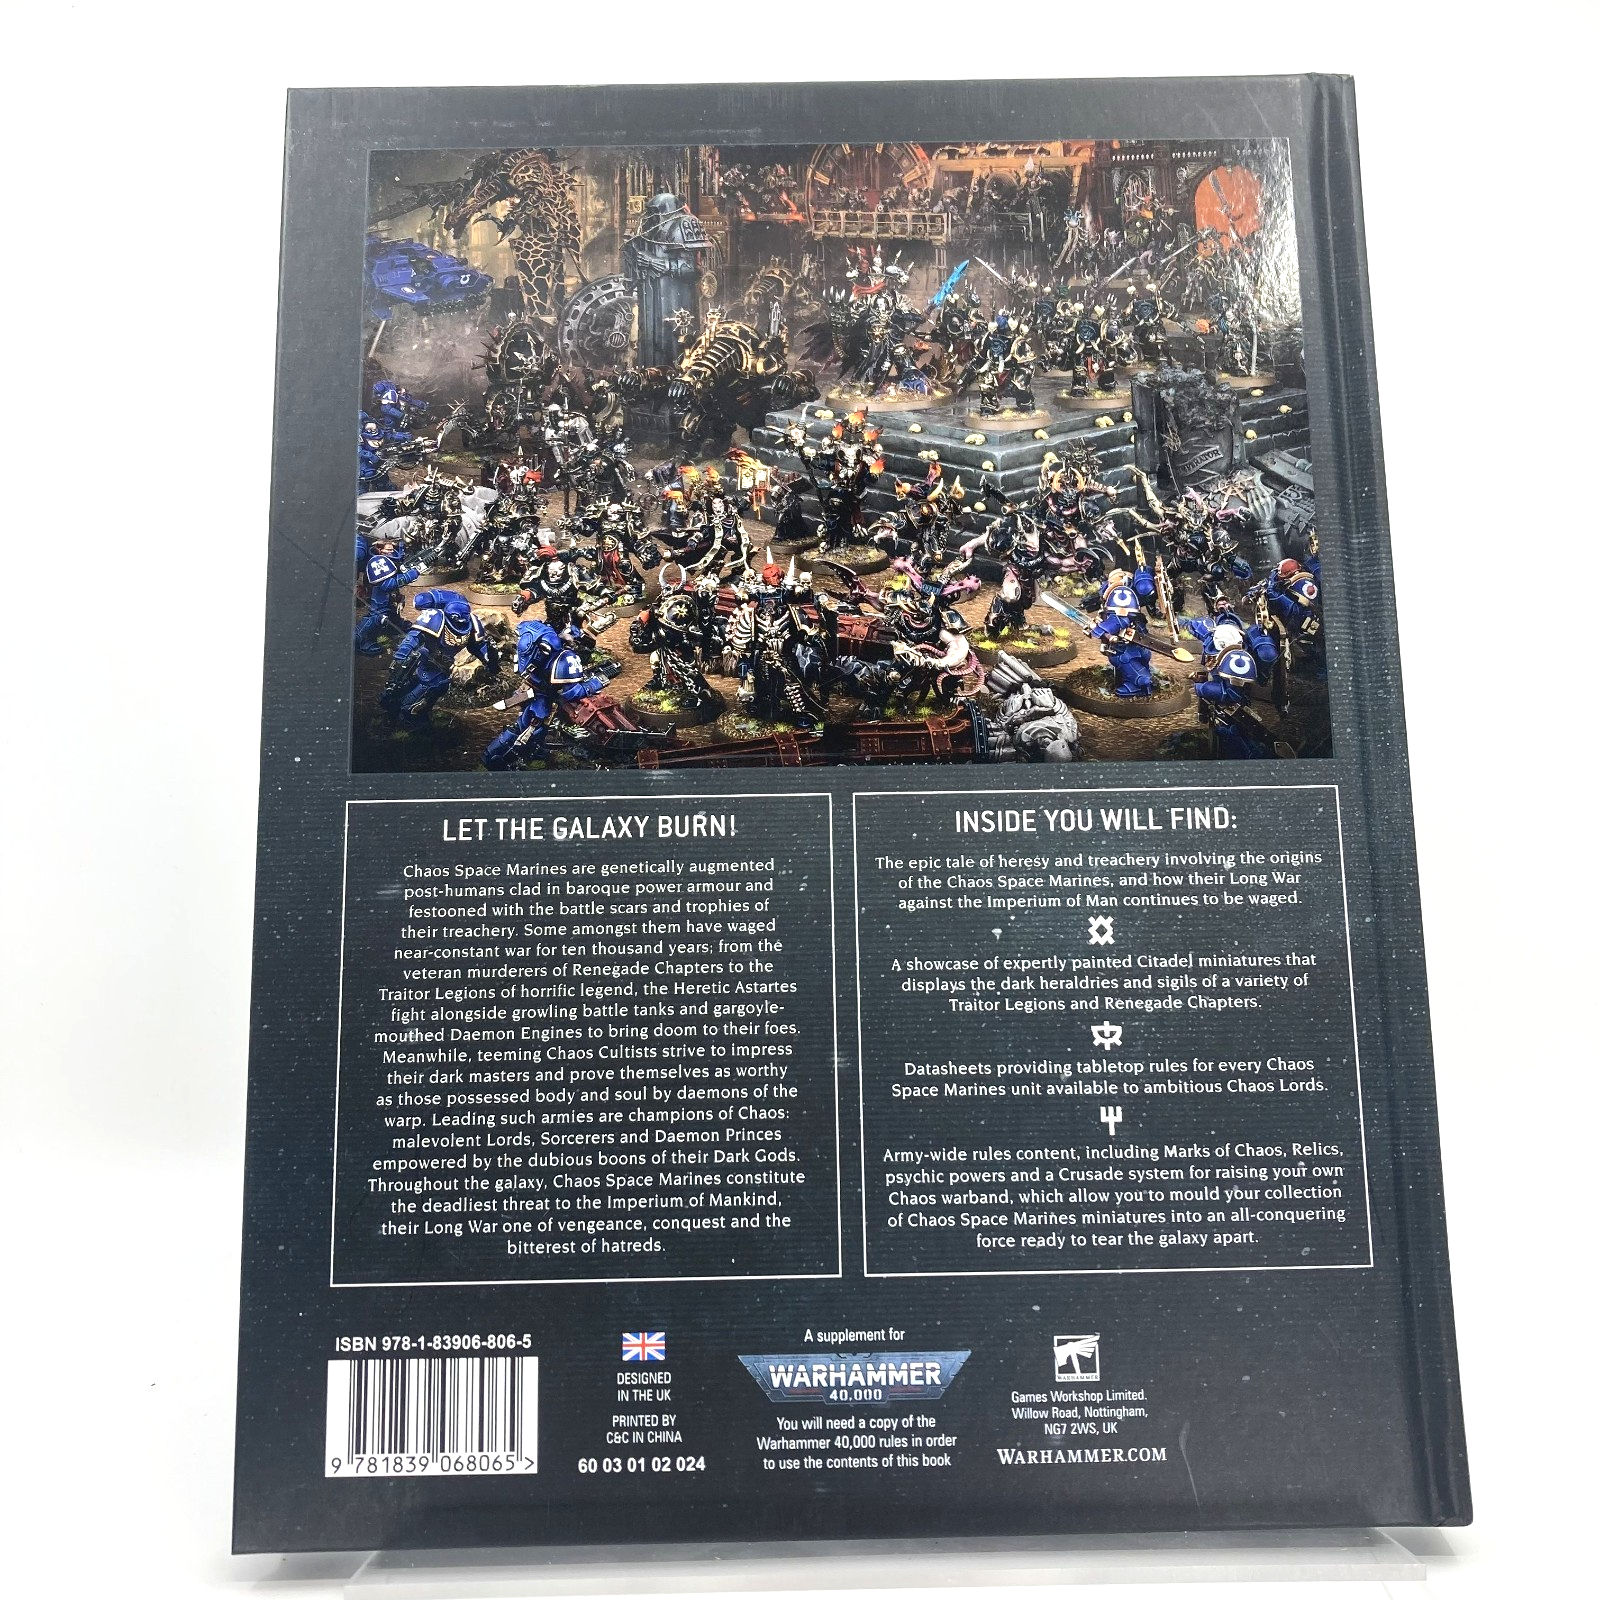 LET THE GALAXY BURN!
Chaos Space Marines are genetically augmented
post-humans clad in baroque power armour and
festooned with the battle scars and trophies of
their treachery. Some amongst them have waged
near-constant war for ten thousand years; from the
veteran murderers of Renegade Chapters to the
Traitor Legions of horrific legend, the Heretic Astartes
fight alongside growling battle tanks and gargoyle-
mouthed Daemon Engines to bring doom to their foes.
Meanwhile, teeming Chaos Cultists strive to impress
their dark masters and prove themselves as worthy
as those possessed body and soul by daemons of the
warp. Leading such armies are champions of Chaos:
malevolent Lords, Sorcerers and Daemon Princes
empowered by the dubious boons of their Dark Gods.
Throughout the galaxy, Chaos Space Marines constitute
the deadliest threat to the Imperium of Mankind,
their Long War one of vengeance, conquest and the
bitterest of hatreds.
INSIDE YOU WILL FIND:
The epic tale of heresy and treachery involving the origins
of the Chaos Space Marines, and how their Long War
against the Imperium of Man continues to be waged.
A showcase of expertly painted Citadel miniatures that
displays the dark heraldries and sigils of a variety of
Traitor Legions and Renegade Chapters.
Datasheets providing tabletop rules for every Chaos
Space Marines unit available to ambitious Chaos Lords.
Army-wide rules content, including Marks of Chaos, Relics,
psychic powers and a Crusade system for raising your own
Chaos warband, which allow you to mould your collection
of Chaos Space Marines miniatures into an all-conquering
force ready to tear the galaxy apart.
ISBN 978-1-83906-806-5
9 781839 068065 >
DESIGNED
IN THE UK
PRINTED BY
C&C IN CHINA
60 03 01 02 024
A supplement for
WARHAMMER
40,000
You will need a copy of the
Warhammer 40,000 rules in order
to use the contents of this book
WARHAMMER
Games Workshop Limited.
Willow Road, Nottingham,
NG7 2WS, UK
WARHAMMER.COM